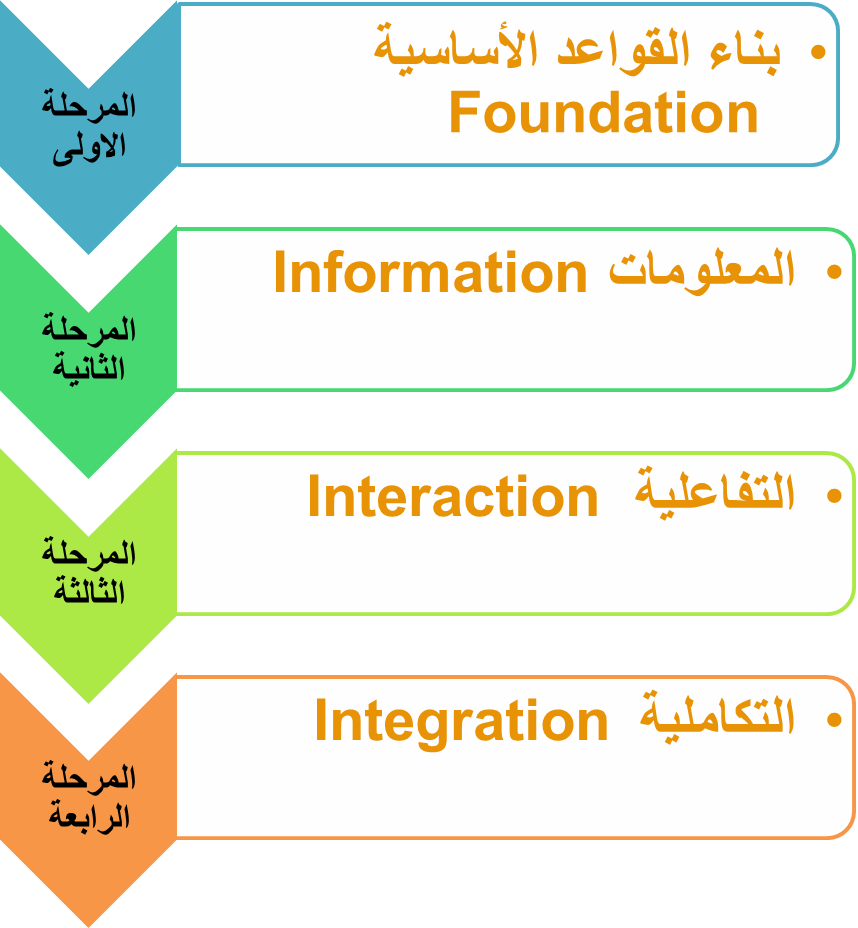 المرحلة
الاولى
• بناء القواعد الأساسية
Foundation
المرحلة
الثانية
• المعلومات Information
المرحلة
الثالثة
• التفاعلية Interaction
المرحلة
الرابعة
• التكاملية Integration